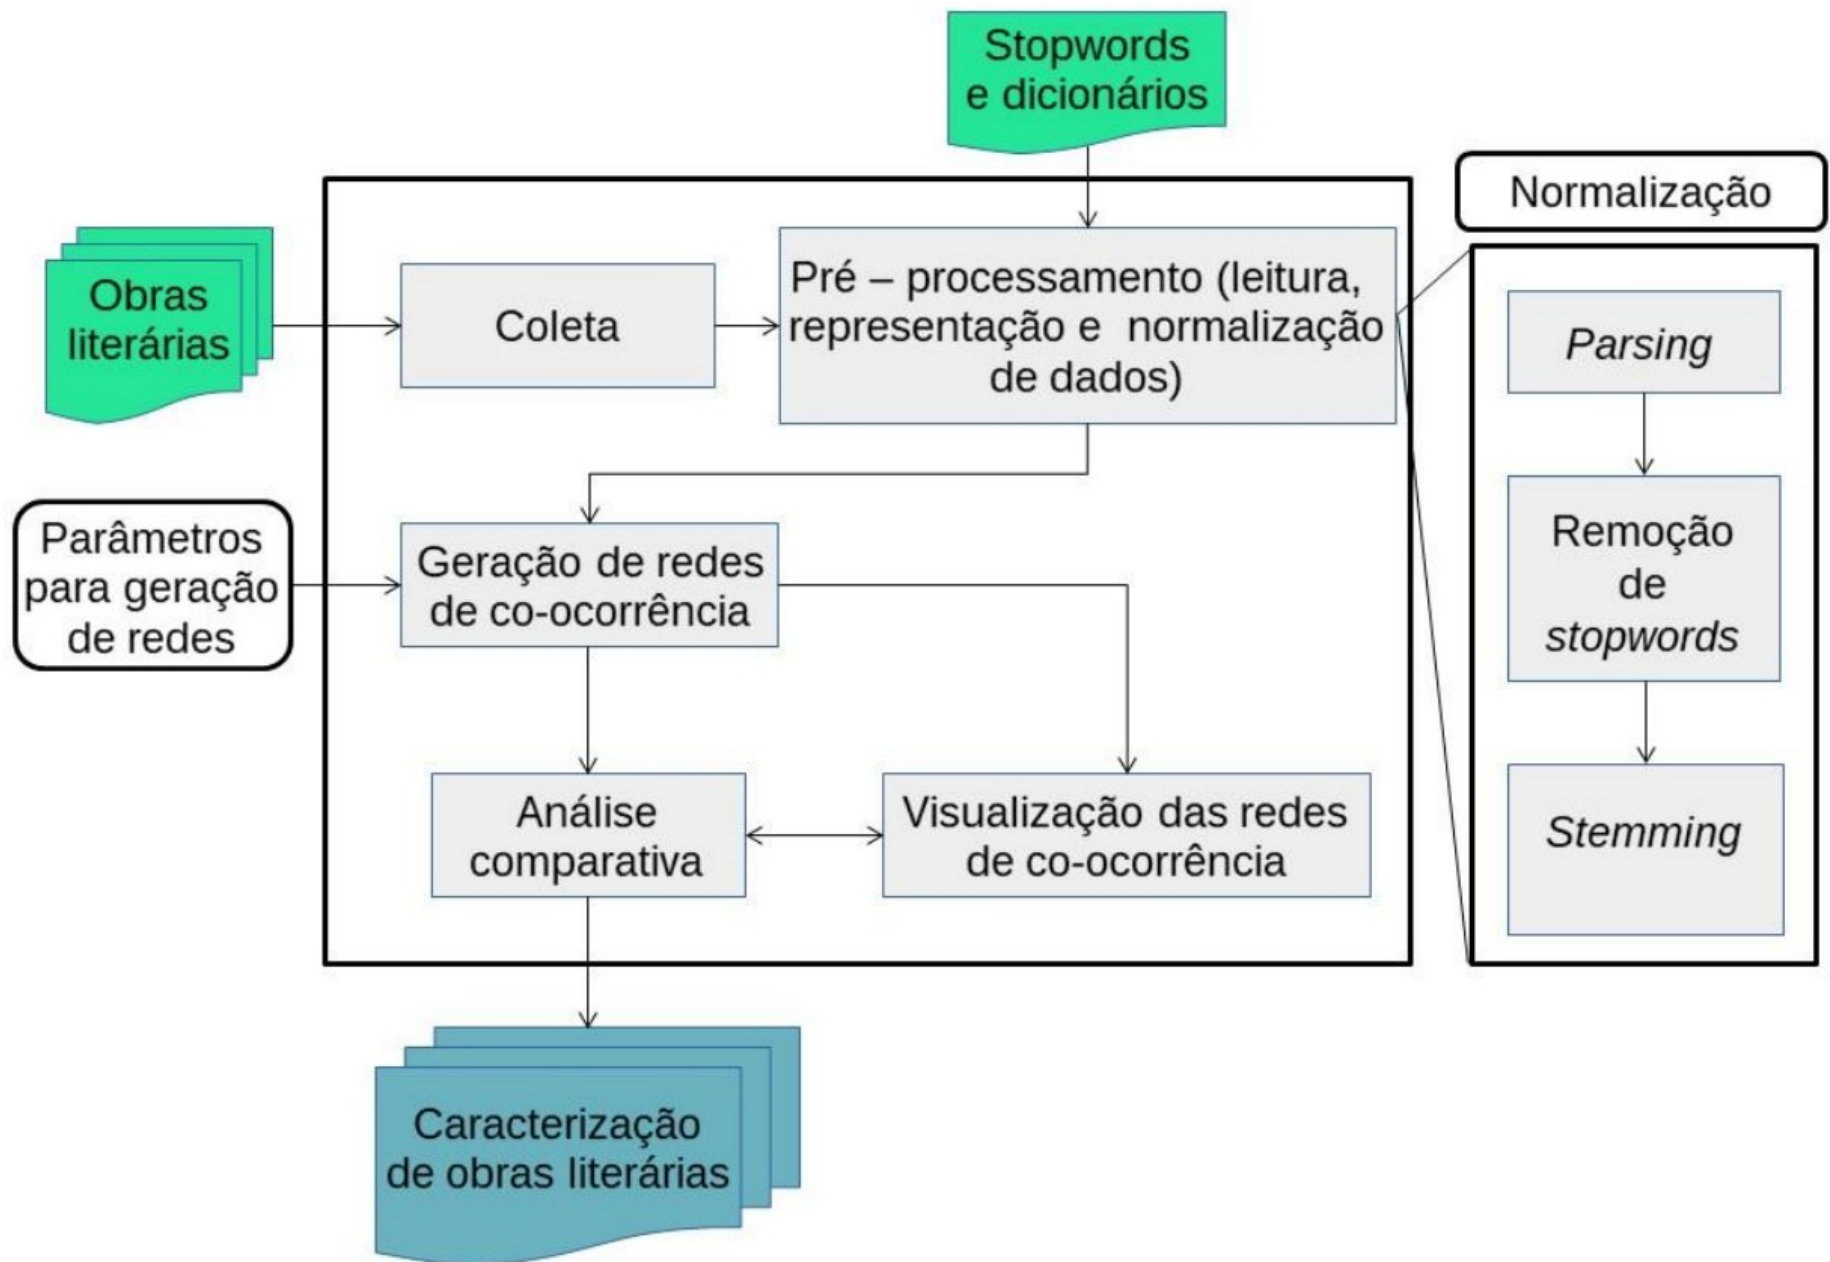 Stopwords
e dicionários
Normalização
Obras
literárias
Coleta
Pré – processamento (leitura,
representação e normalização
de dados)
Parsing
Remoção
de
stopwords
Stemming
Parâmetros
para geração
de redes
Geração de redes
de co-ocorrência
Análise
comparativa
Visualização das redes
de co-ocorrência
Caracterização
de obras literárias